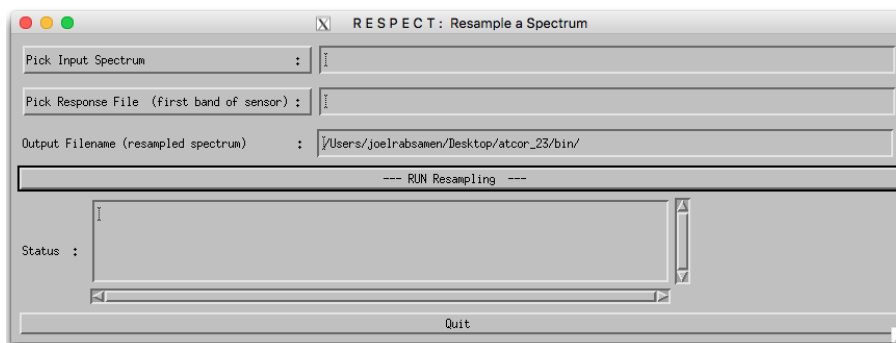 X R E S P E C T : Resample a Spectrum
Pick Input Spectrum :
Pick Response File (first band of sensor) :
Output Filename (resampled spectrum) : /Users/joelrabsamen/Desktop/atcor_23/bin/
--- RUN Resampling ---
Status :
Quit